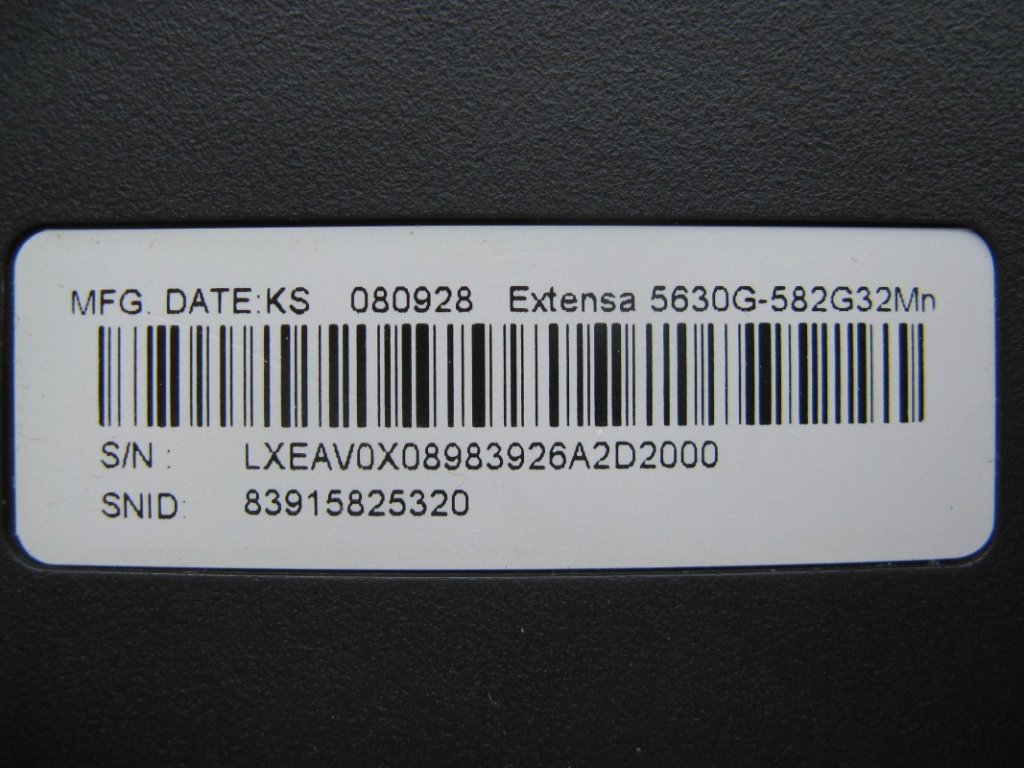 MFG. DATE:KS 080928 Extensa 5630G-582G32Mn
S/N : LXEAV0X08983926A2D2000
SNID: 83915825320